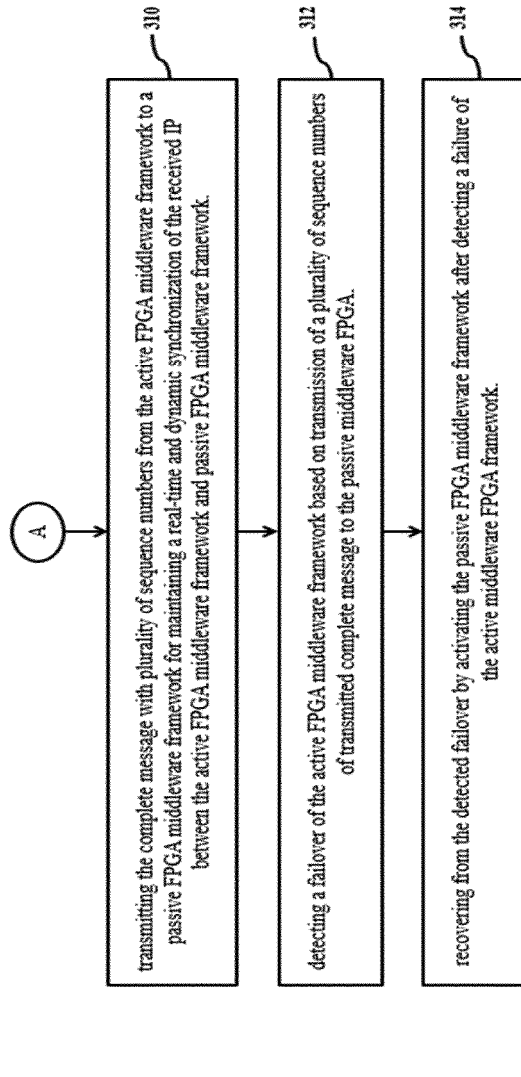 A
310
transmitting the complete message with plurality of sequence numbers from the active FPGA middleware framework to a
passive FPGA middleware framework for maintaining a real-time and dynamic synchronization of the received IP
between the active FPGA middleware framework and passive FPGA middleware framework.
312
detecting a failover of the active FPGA middleware framework based on transmission of a plurality of sequence numbers
of transmitted complete message to the passive middleware FPGA.
314
recovering from the detected failover by activating the passive FPGA middleware framework after detecting a failure of
the active middleware FPGA framework.